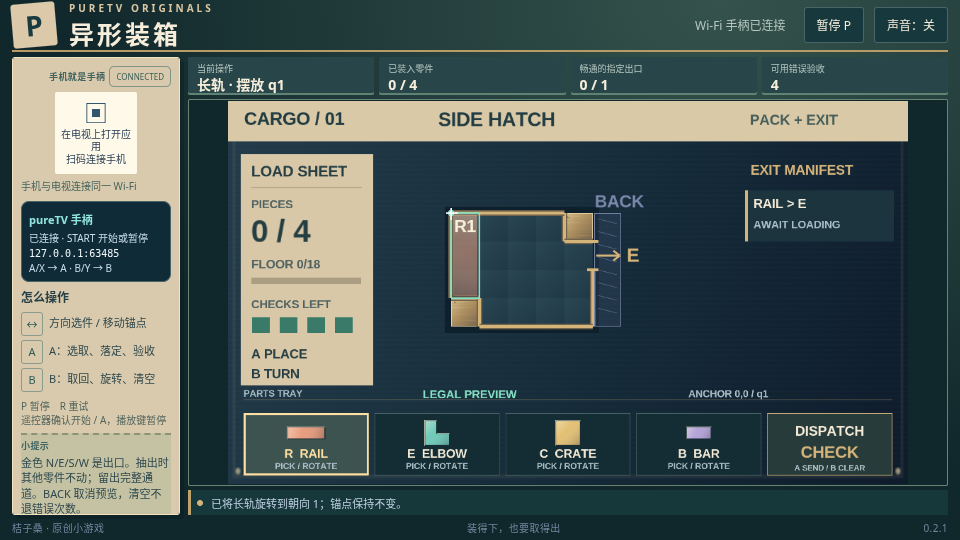 P
PURETV ORIGINALS
异形装箱
Wi-Fi 手柄已连接
暂停 P
声音：关
手机就是手柄
CONNECTED
在电视上打开应用
扫码连接手机
手机与电视连接同一 Wi-Fi
pureTV 手柄
已连接 · START 开始或暂停
127.0.0.1:63485
A/X → A · B/Y → B
怎么操作
↔ 方向选件 / 移动锚点
A A：选取、落定、验收
B B：取回、旋转、清空
P 暂停 R 重试
遥控器确认开始 / A，播放键暂停
小提示
金色 N/E/S/W 是出口。抽出时
其他零件不动；留出完整通
道。BACK 取消预览，清空不
退错误次数。
当前操作
长轨 · 摆放 q1
已装入零件
0 / 4
畅通的指定出口
0 / 1
可用错误验收
4
CARGO / 01
SIDE HATCH
PACK + EXIT
LOAD SHEET
PIECES
0 / 4
FLOOR 0/18
CHECKS LEFT
A PLACE
B TURN
R1
BACK
E
EXIT MANIFEST
RAIL > E
AWAIT LOADING
PARTS TRAY
LEGAL PREVIEW
ANCHOR 0,0 / q1
R RAIL
PICK / ROTATE
E ELBOW
PICK / ROTATE
C CRATE
PICK / ROTATE
B BAR
PICK / ROTATE
DISPATCH
CHECK
A SEND / B CLEAR
已将长轨旋转到朝向 1；锚点保持不变。
桔子桑 · 原创小游戏
装得下，也要取得出
0.2.1